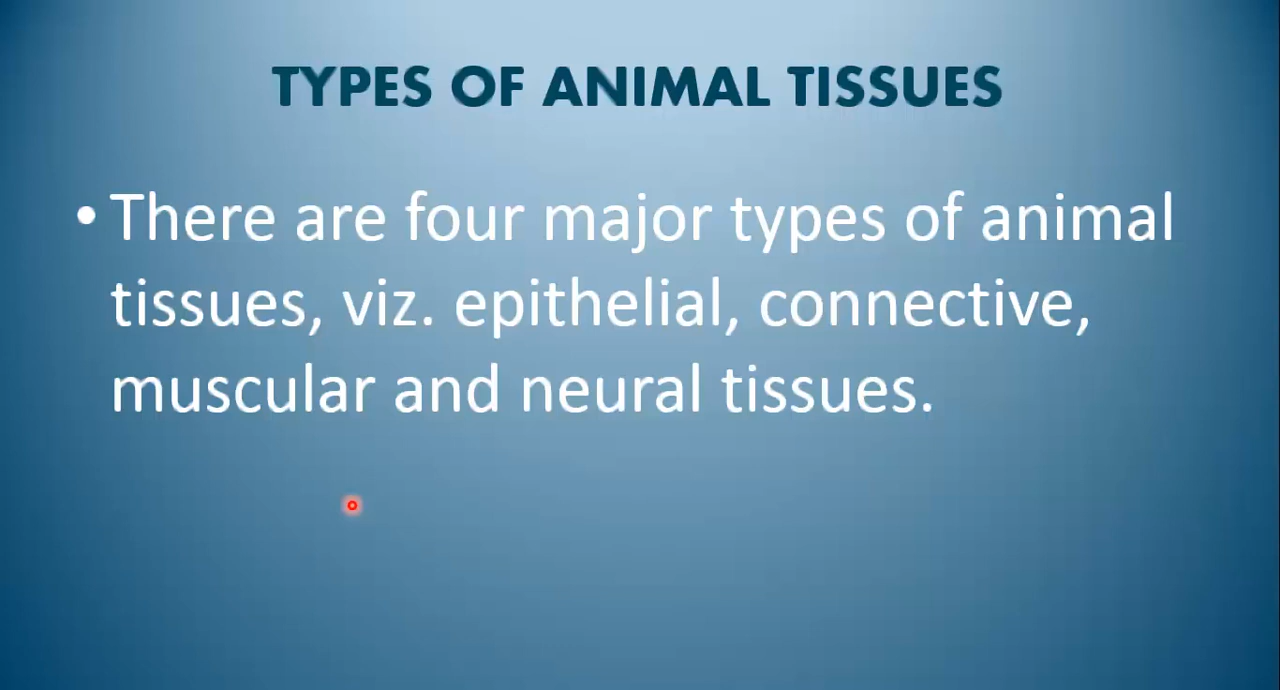 TYPES OF ANIMAL TISSUES
• There are four major types of animal
tissues, viz. epithelial, connective,
muscular and neural tissues.